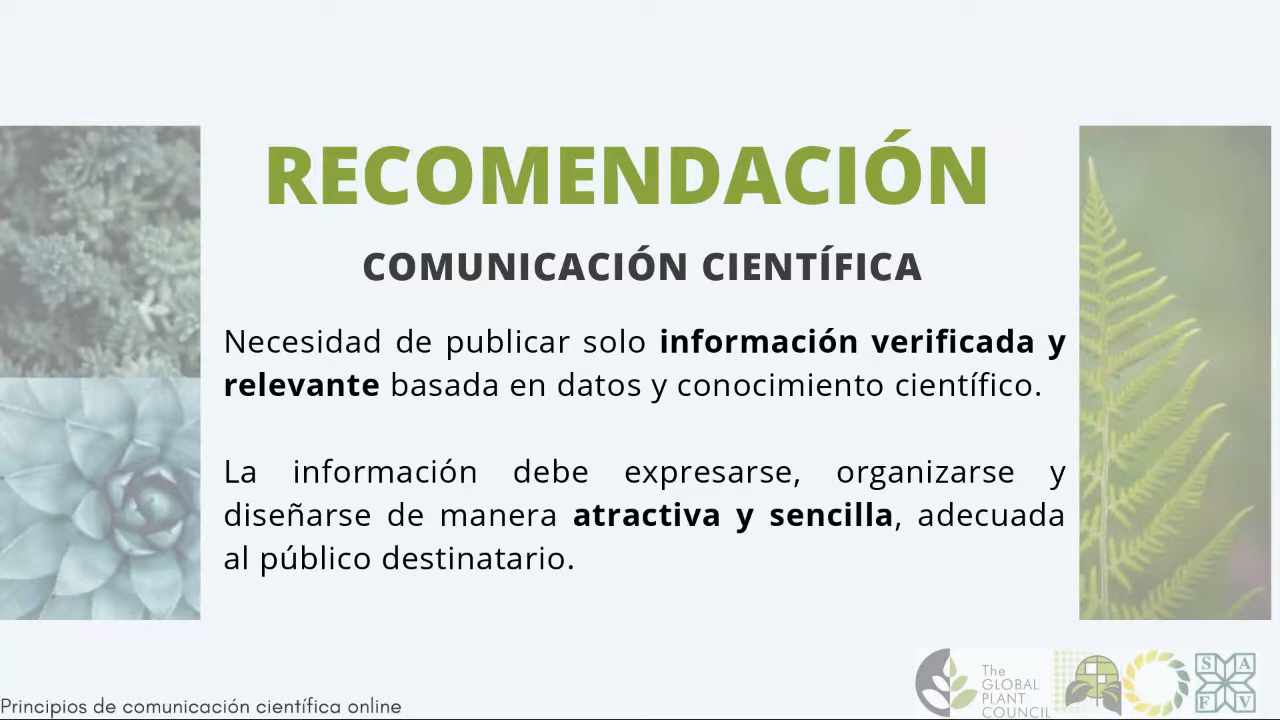 RECOMENDACIÓN
COMUNICACIÓN CIENTÍFICA
Necesidad de publicar solo información verificada y
relevante basada en datos y conocimiento científico.
La información debe expresarse, organizarse y
diseñarse de manera atractiva y sencilla, adecuada
al público destinatario.
The
GLOBAL
PLANT
COUNCIL
S A
F V
Principios de comunicación científica online